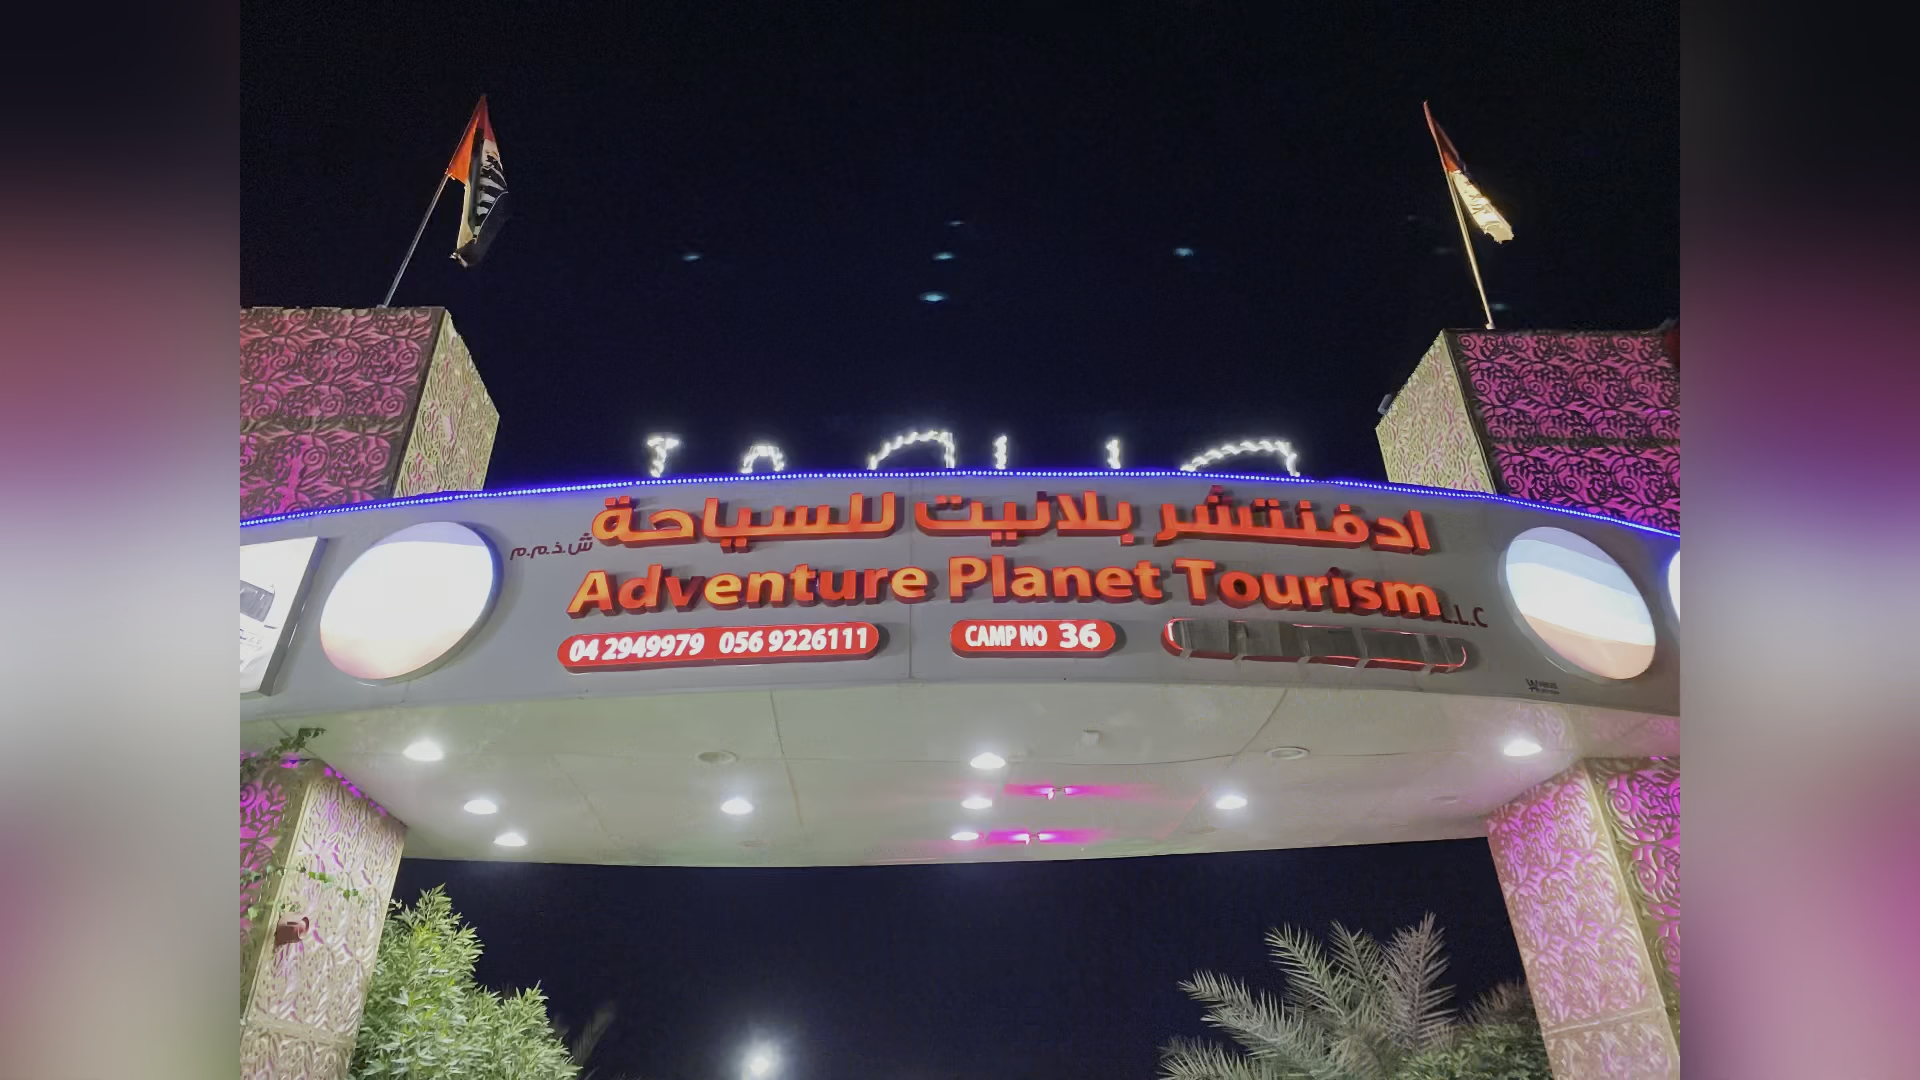 ادفنتشر بلانيت للسياحة ش.ذ.م.م
Adventure Planet Tourism L.L.C
04 2949979 056 9226111 CAMP NO 36